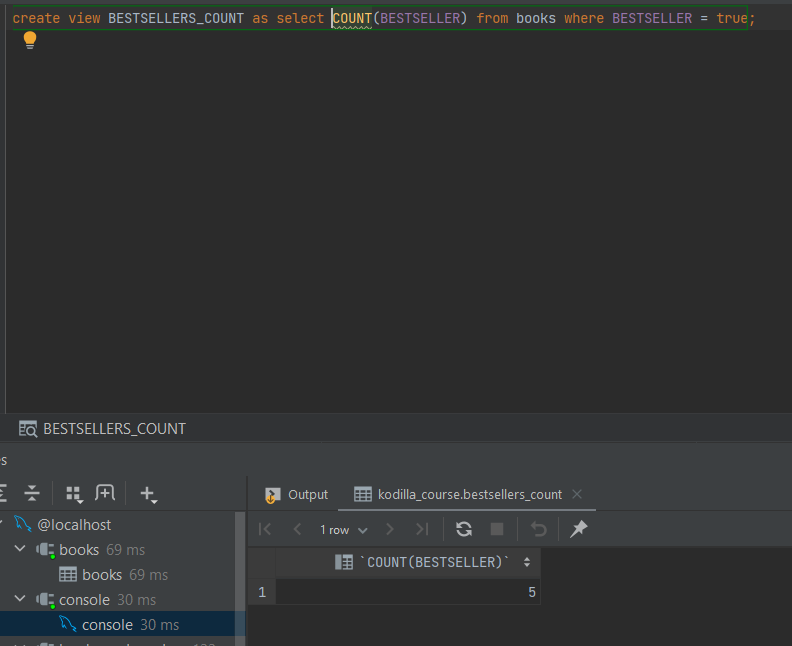 create view BESTSELLERS_COUNT as select COUNT(BESTSELLER) from books where BESTSELLER = true;
BESTSELLERS_COUNT
s
Output
kodilla_course.bestsellers_count
1 row
@localhost
books 69 ms
books 69 ms
console 30 ms
console 30 ms
`COUNT(BESTSELLER)`
1
5